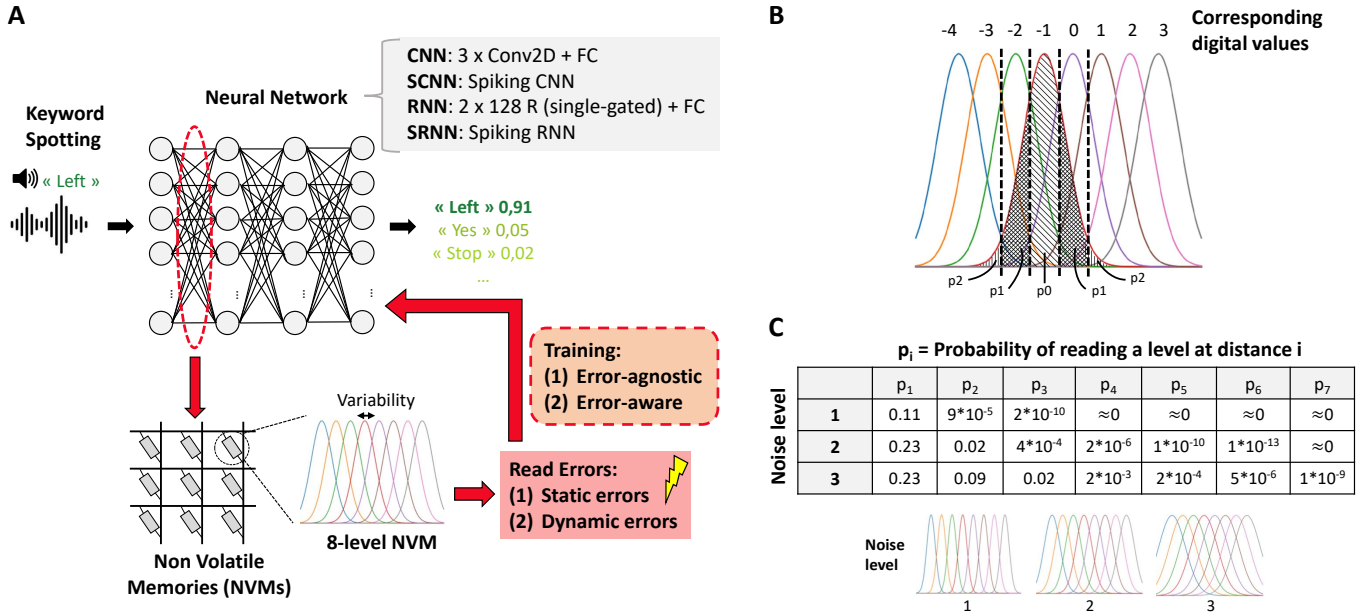 A
CNN: 3 x Conv2D + FC
SCNN: Spiking CNN
RNN: 2 x 128 R (single-gated) + FC
SRNN: Spiking RNN
Neural Network
Keyword
Spotting
« Left »
« Left » 0,91
« Yes » 0,05
« Stop » 0,02
...
... ... ... ...
Training:
(1) Error-agnostic
(2) Error-aware
Variability
Read Errors:
(1) Static errors
(2) Dynamic errors
8-level NVM
Non Volatile
Memories (NVMs)
B
Corresponding
digital values
-4 -3 -2 -1 0 1 2 3
p2 p1 p0 p1 p2
C
pᵢ = Probability of reading a level at distance i
Noise level
p₁ p₂ p₃ p₄ p₅ p₆ p₇
1 0.11 9*10⁻⁵ 2*10⁻¹⁰ ≈0 ≈0 ≈0 ≈0
2 0.23 0.02 4*10⁻⁴ 2*10⁻⁶ 1*10⁻¹⁰ 1*10⁻¹³ ≈0
3 0.23 0.09 0.02 2*10⁻³ 2*10⁻⁴ 5*10⁻⁶ 1*10⁻⁹
Noise
level
1 2 3